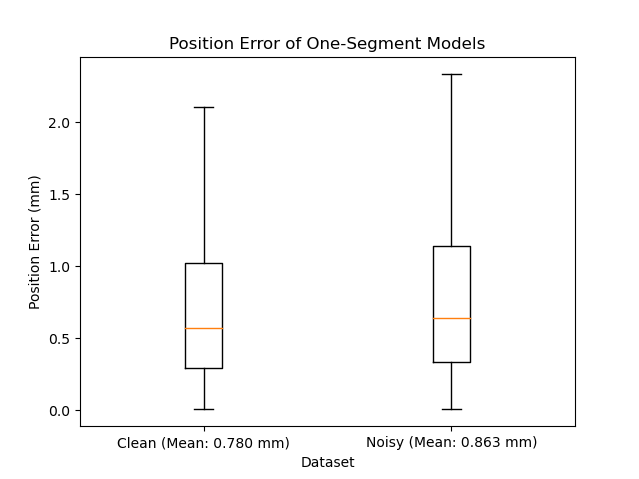 Position Error of One-Segment Models
Position Error (mm)
2.0
1.5
1.0
0.5
0.0
Clean (Mean: 0.780 mm)
Noisy (Mean: 0.863 mm)
Dataset